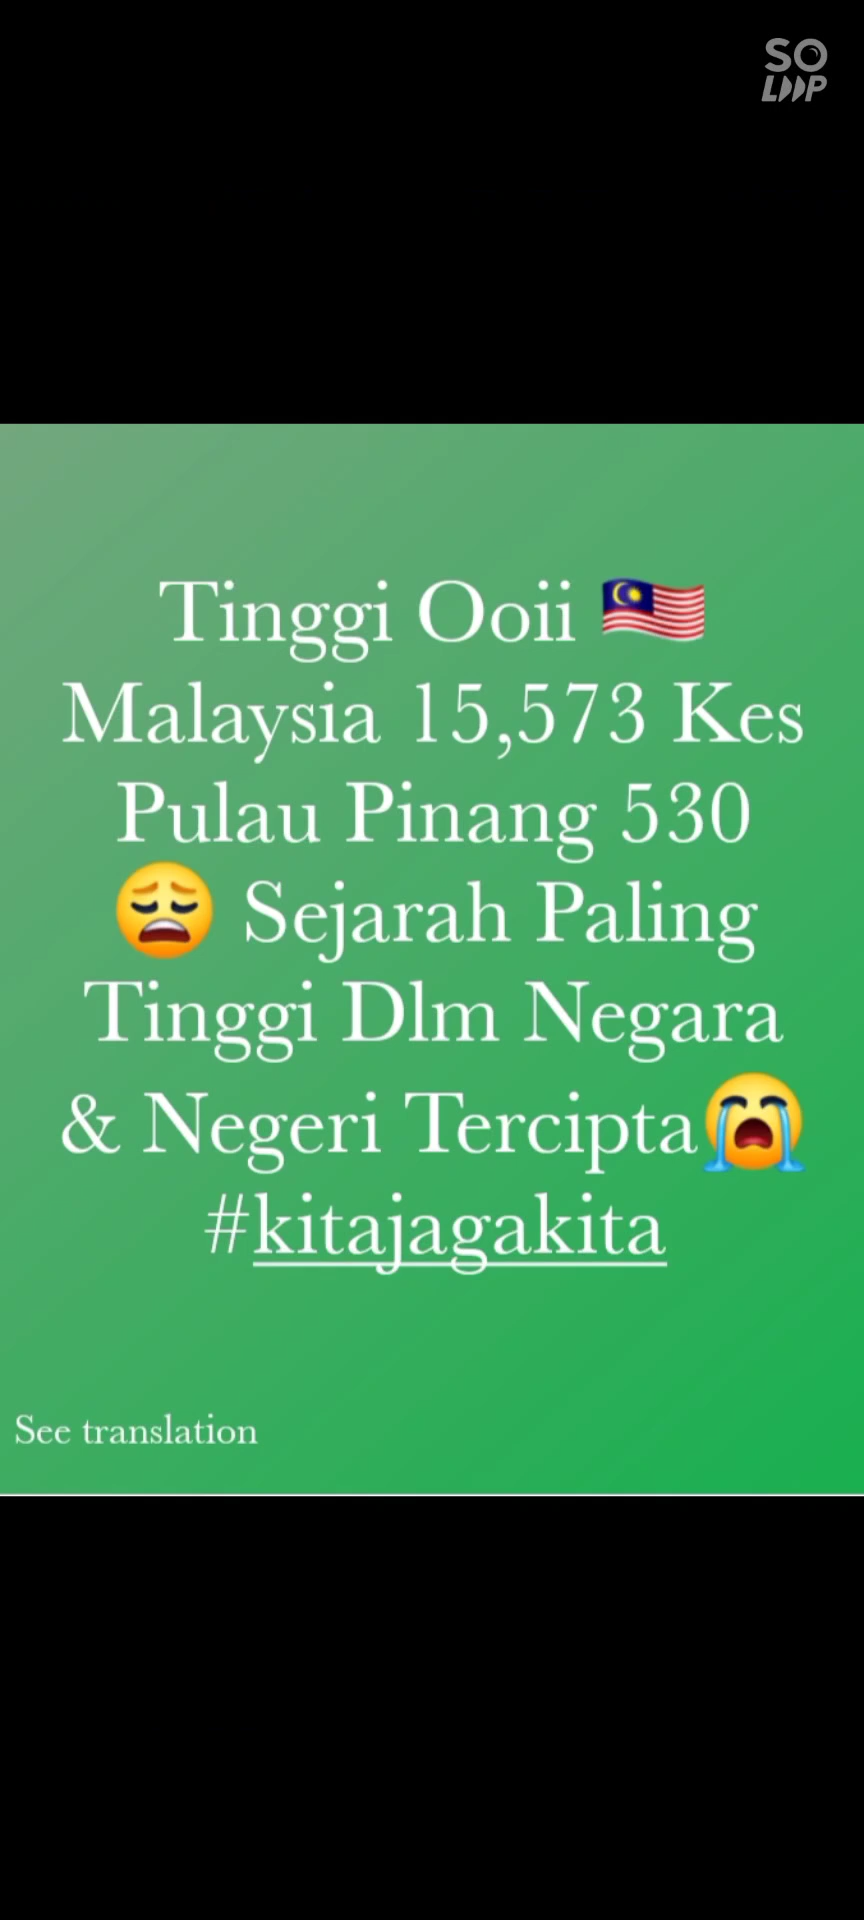 SO
LOOP
Tinggi Ooii 🇲🇾
Malaysia 15,573 Kes
Pulau Pinang 530
😩 Sejarah Paling
Tinggi Dlm Negara
& Negeri Tercipta😭
#kitajagakita
See translation